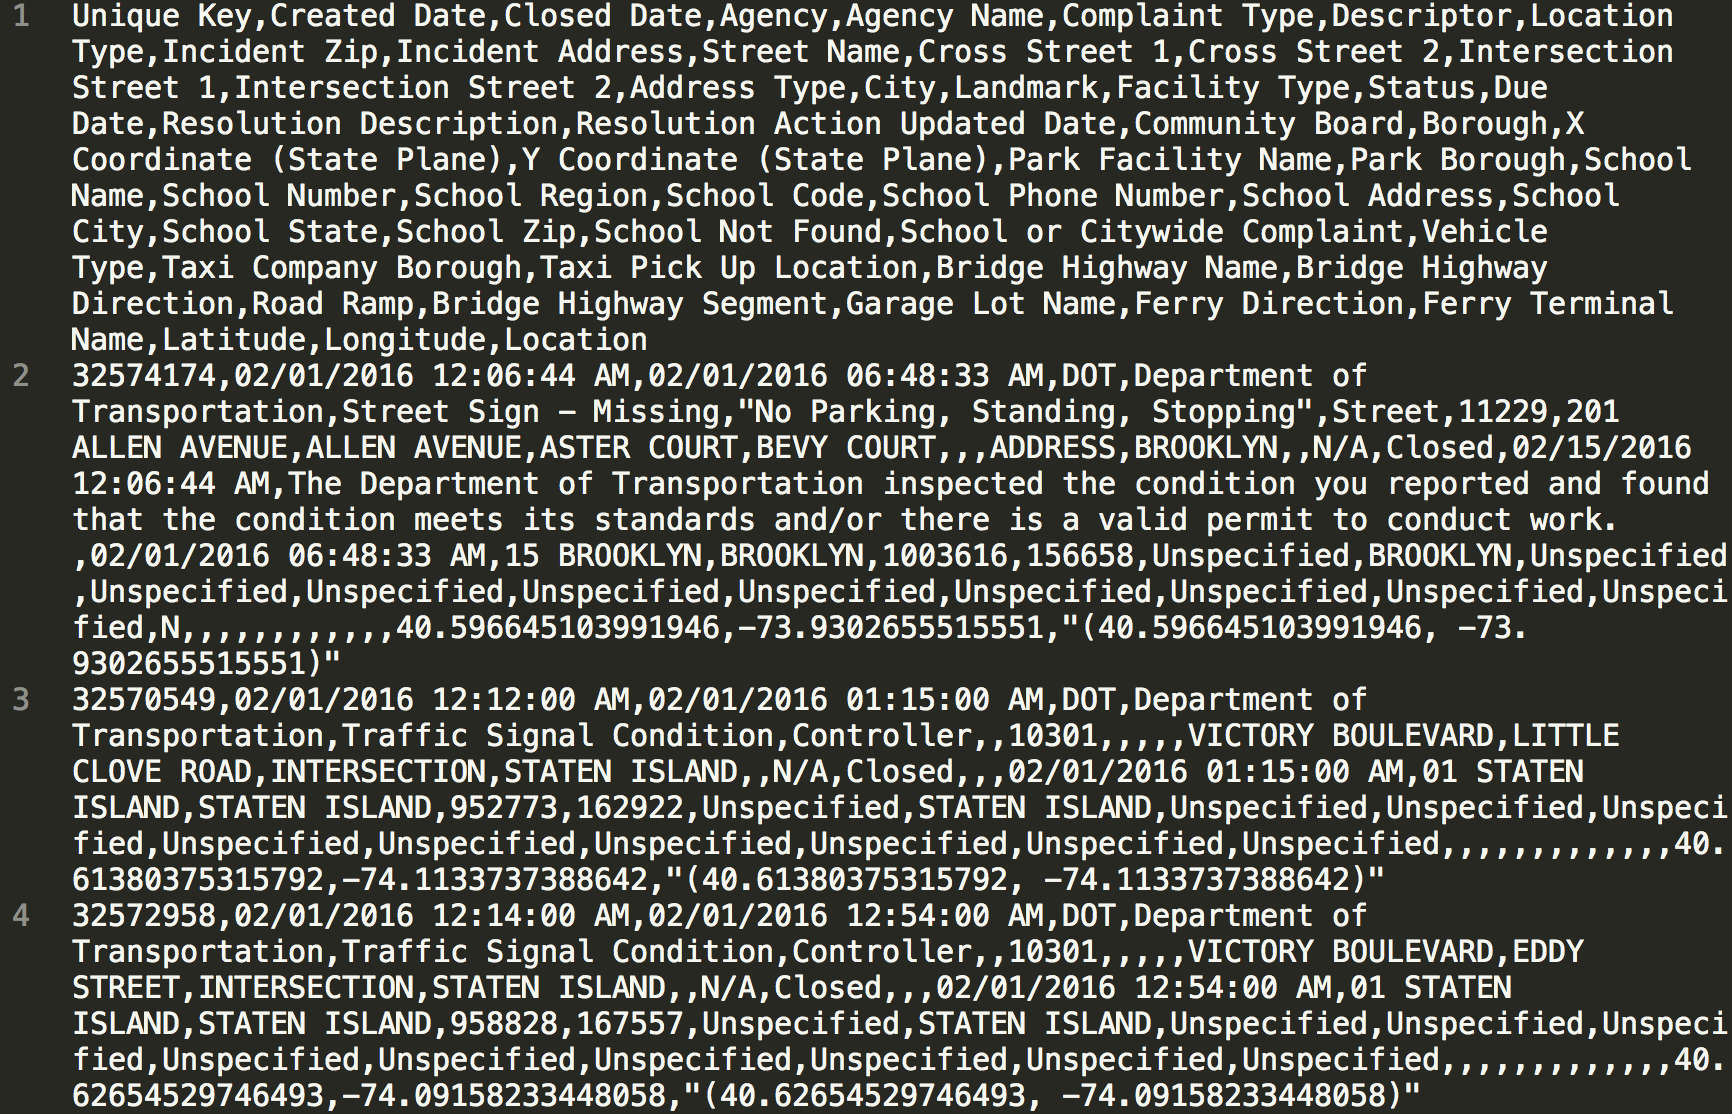 1 Unique Key,Created Date,Closed Date,Agency,Agency Name,Complaint Type,Descriptor,Location
Type,Incident Zip,Incident Address,Street Name,Cross Street 1,Cross Street 2,Intersection
Street 1,Intersection Street 2,Address Type,City,Landmark,Facility Type,Status,Due
Date,Resolution Description,Resolution Action Updated Date,Community Board,Borough,X
Coordinate (State Plane),Y Coordinate (State Plane),Park Facility Name,Park Borough,School
Name,School Number,School Region,School Code,School Phone Number,School Address,School
City,School State,School Zip,School Not Found,School or Citywide Complaint,Vehicle
Type,Taxi Company Borough,Taxi Pick Up Location,Bridge Highway Name,Bridge Highway
Direction,Road Ramp,Bridge Highway Segment,Garage Lot Name,Ferry Direction,Ferry Terminal
Name,Latitude,Longitude,Location
2 32574174,02/01/2016 12:06:44 AM,02/01/2016 06:48:33 AM,DOT,Department of
Transportation,Street Sign - Missing,"No Parking, Standing, Stopping",Street,11229,201
ALLEN AVENUE,ALLEN AVENUE,ASTER COURT,BEVY COURT,,,ADDRESS,BROOKLYN,,N/A,Closed,02/15/2016
12:06:44 AM,The Department of Transportation inspected the condition you reported and found
that the condition meets its standards and/or there is a valid permit to conduct work.
,02/01/2016 06:48:33 AM,15 BROOKLYN,BROOKLYN,1003616,156658,Unspecified,BROOKLYN,Unspecified
,Unspecified,Unspecified,Unspecified,Unspecified,Unspecified,Unspecified,Unspecified,Unspeci
fied,N,,,,,,,,,,,,40.596645103991946,-73.9302655515551,"(40.596645103991946, -73.
9302655515551)"
3 32570549,02/01/2016 12:12:00 AM,02/01/2016 01:15:00 AM,DOT,Department of
Transportation,Traffic Signal Condition,Controller,,10301,,,,,VICTORY BOULEVARD,LITTLE
CLOVE ROAD,INTERSECTION,STATEN ISLAND,,N/A,Closed,,,02/01/2016 01:15:00 AM,01 STATEN
ISLAND,STATEN ISLAND,952773,162922,Unspecified,STATEN ISLAND,Unspecified,Unspecified,Unspeci
fied,Unspecified,Unspecified,Unspecified,Unspecified,Unspecified,Unspecified,,,,,,,,,,,,,40.
61380375315792,-74.1133737388642,"(40.61380375315792, -74.1133737388642)"
4 32572958,02/01/2016 12:14:00 AM,02/01/2016 12:54:00 AM,DOT,Department of
Transportation,Traffic Signal Condition,Controller,,10301,,,,,VICTORY BOULEVARD,EDDY
STREET,INTERSECTION,STATEN ISLAND,,N/A,Closed,,,02/01/2016 12:54:00 AM,01 STATEN
ISLAND,STATEN ISLAND,958828,167557,Unspecified,STATEN ISLAND,Unspecified,Unspecified,Unspeci
fied,Unspecified,Unspecified,Unspecified,Unspecified,Unspecified,Unspecified,,,,,,,,,,,,,40.
62654529746493,-74.09158233448058,"(40.62654529746493, -74.09158233448058)"